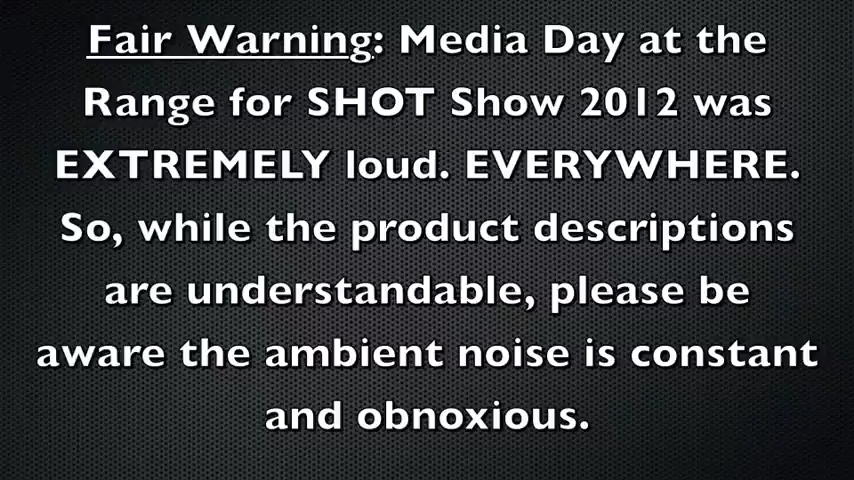 Fair Warning: Media Day at the
Range for SHOT Show 2012 was
EXTREMELY loud. EVERYWHERE.
So, while the product descriptions
are understandable, please be
aware the ambient noise is constant
and obnoxious.